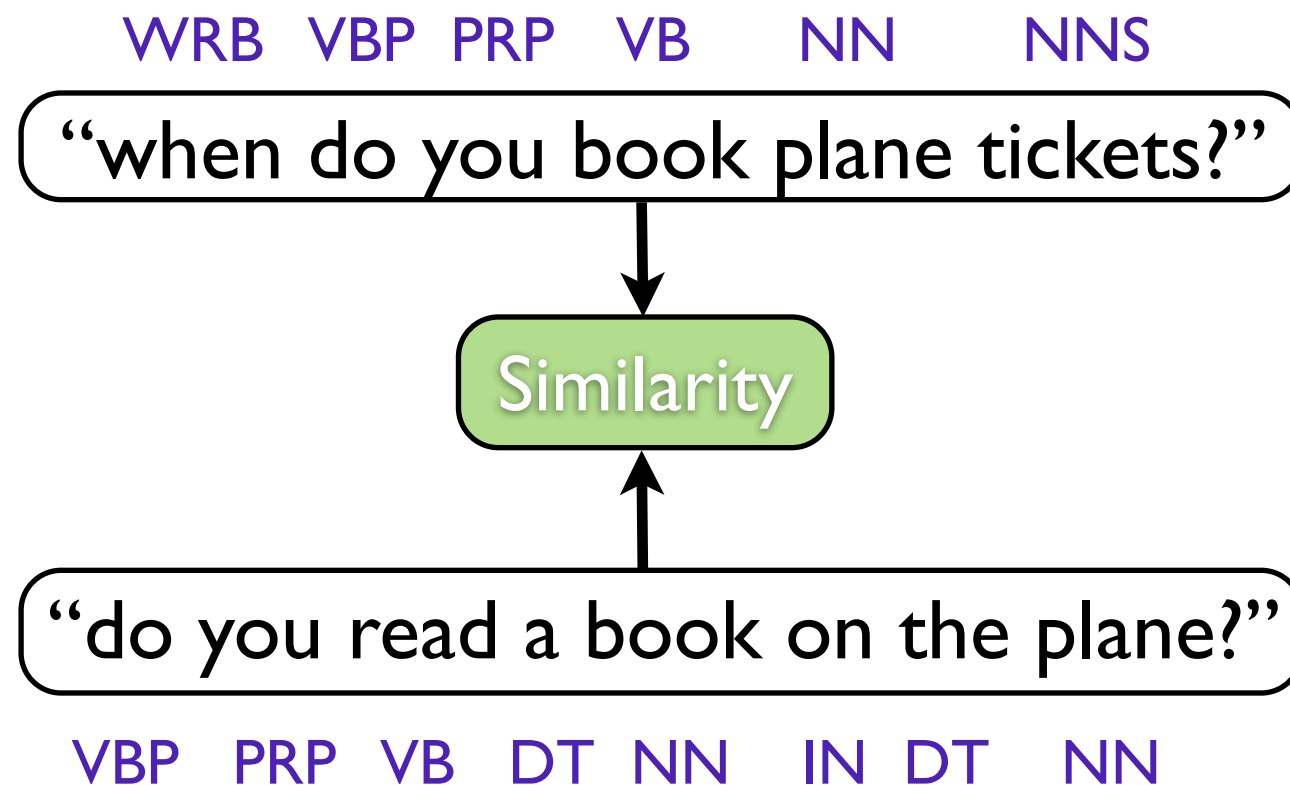 WRB VBP PRP VB NN NNS
“when do you book plane tickets?”
Similarity
“do you read a book on the plane?”
VBP PRP VB DT NN IN DT NN